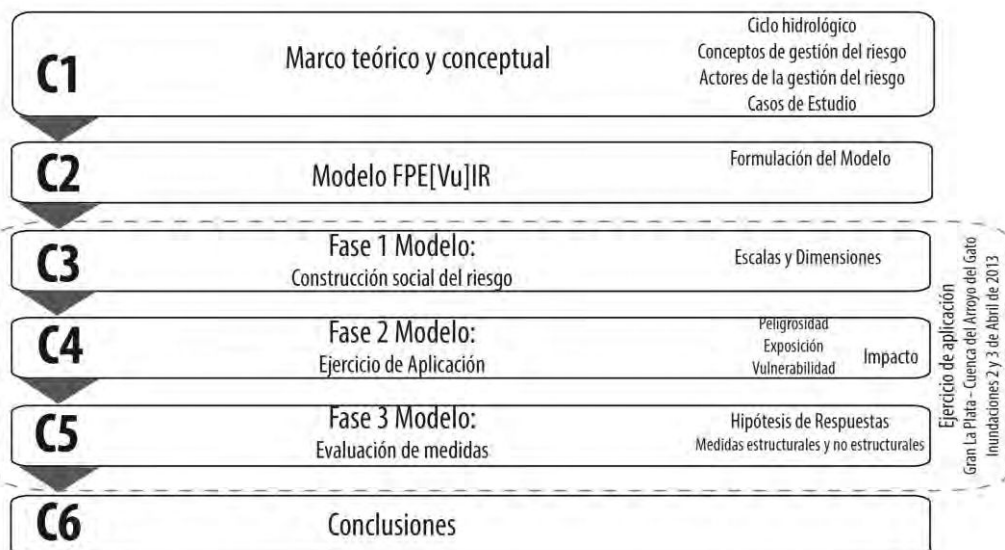 C1
Marco teórico y conceptual
Ciclo hidrológico
Conceptos de gestión del riesgo
Actores de la gestión del riesgo
Casos de Estudio
C2
Modelo FPE[Vu]IR
Formulación del Modelo
C3
Fase 1 Modelo:
Construcción social del riesgo
Escalas y Dimensiones
C4
Fase 2 Modelo:
Ejercicio de Aplicación
Peligrosidad
Exposición
Vulnerabilidad
Impacto
C5
Fase 3 Modelo:
Evaluación de medidas
Hipótesis de Respuestas
Medidas estructurales y no estructurales
Ejercicio de aplicación
Gran La Plata - Cuenca del Arroyo del Gato
Inundaciones 2 y 3 de Abril de 2013
C6
Conclusiones